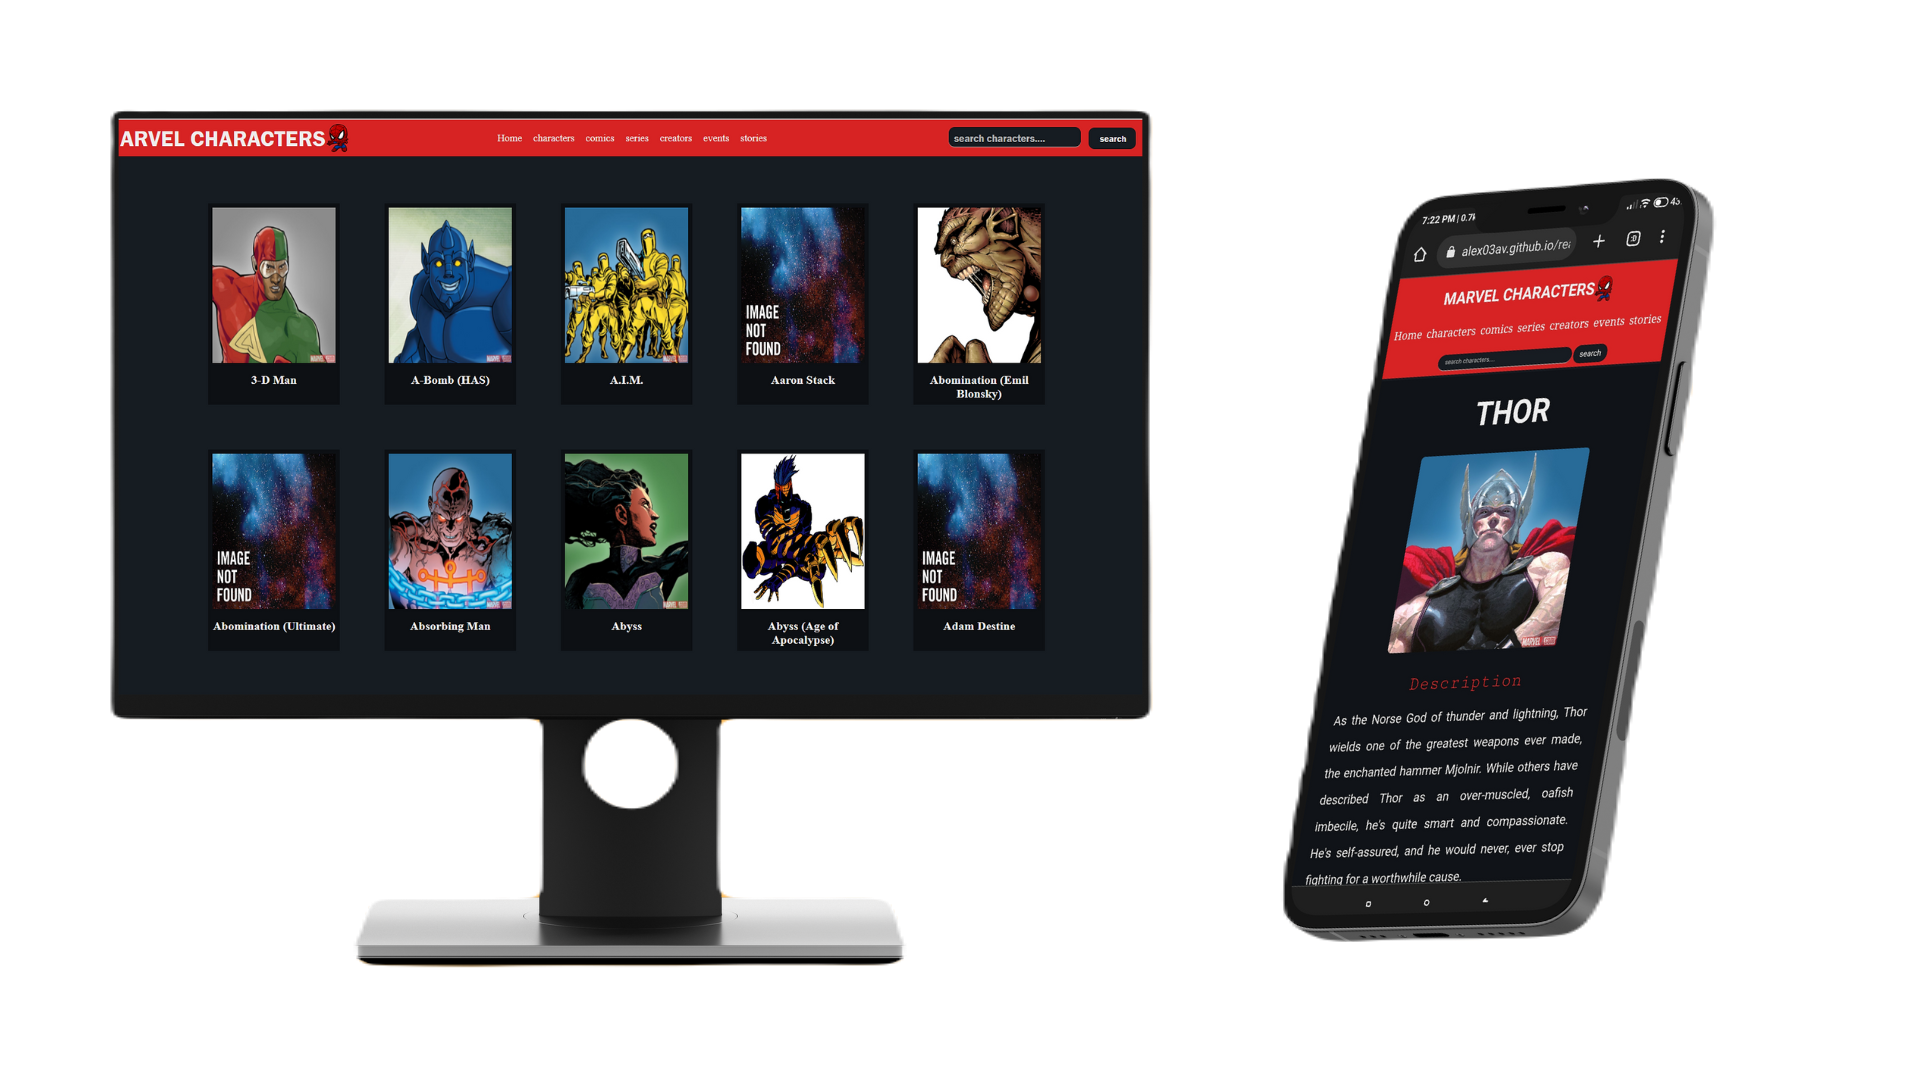 ARVEL CHARACTERS
Home characters comics series creators events stories
search characters.... search
3-D Man
A-Bomb (HAS)
A.I.M.
IMAGE
NOT
FOUND
Aaron Stack
Abomination (Emil
Blonsky)
IMAGE
NOT
FOUND
Abomination (Ultimate)
Absorbing Man
Abyss
Abyss (Age of
Apocalypse)
IMAGE
NOT
FOUND
Adam Destine
7:22 PM | 0.7
alex03av.github.io/rea
MARVEL CHARACTERS
Home characters comics series creators events stories
search characters.... search
THOR
MARVEL
Description
As the Norse God of thunder and lightning, Thor
wields one of the greatest weapons ever made,
the enchanted hammer Mjolnir. While others have
described Thor as an over-muscled, oafish
imbecile, he's quite smart and compassionate.
He's self-assured, and he would never, ever stop
fighting for a worthwhile cause.